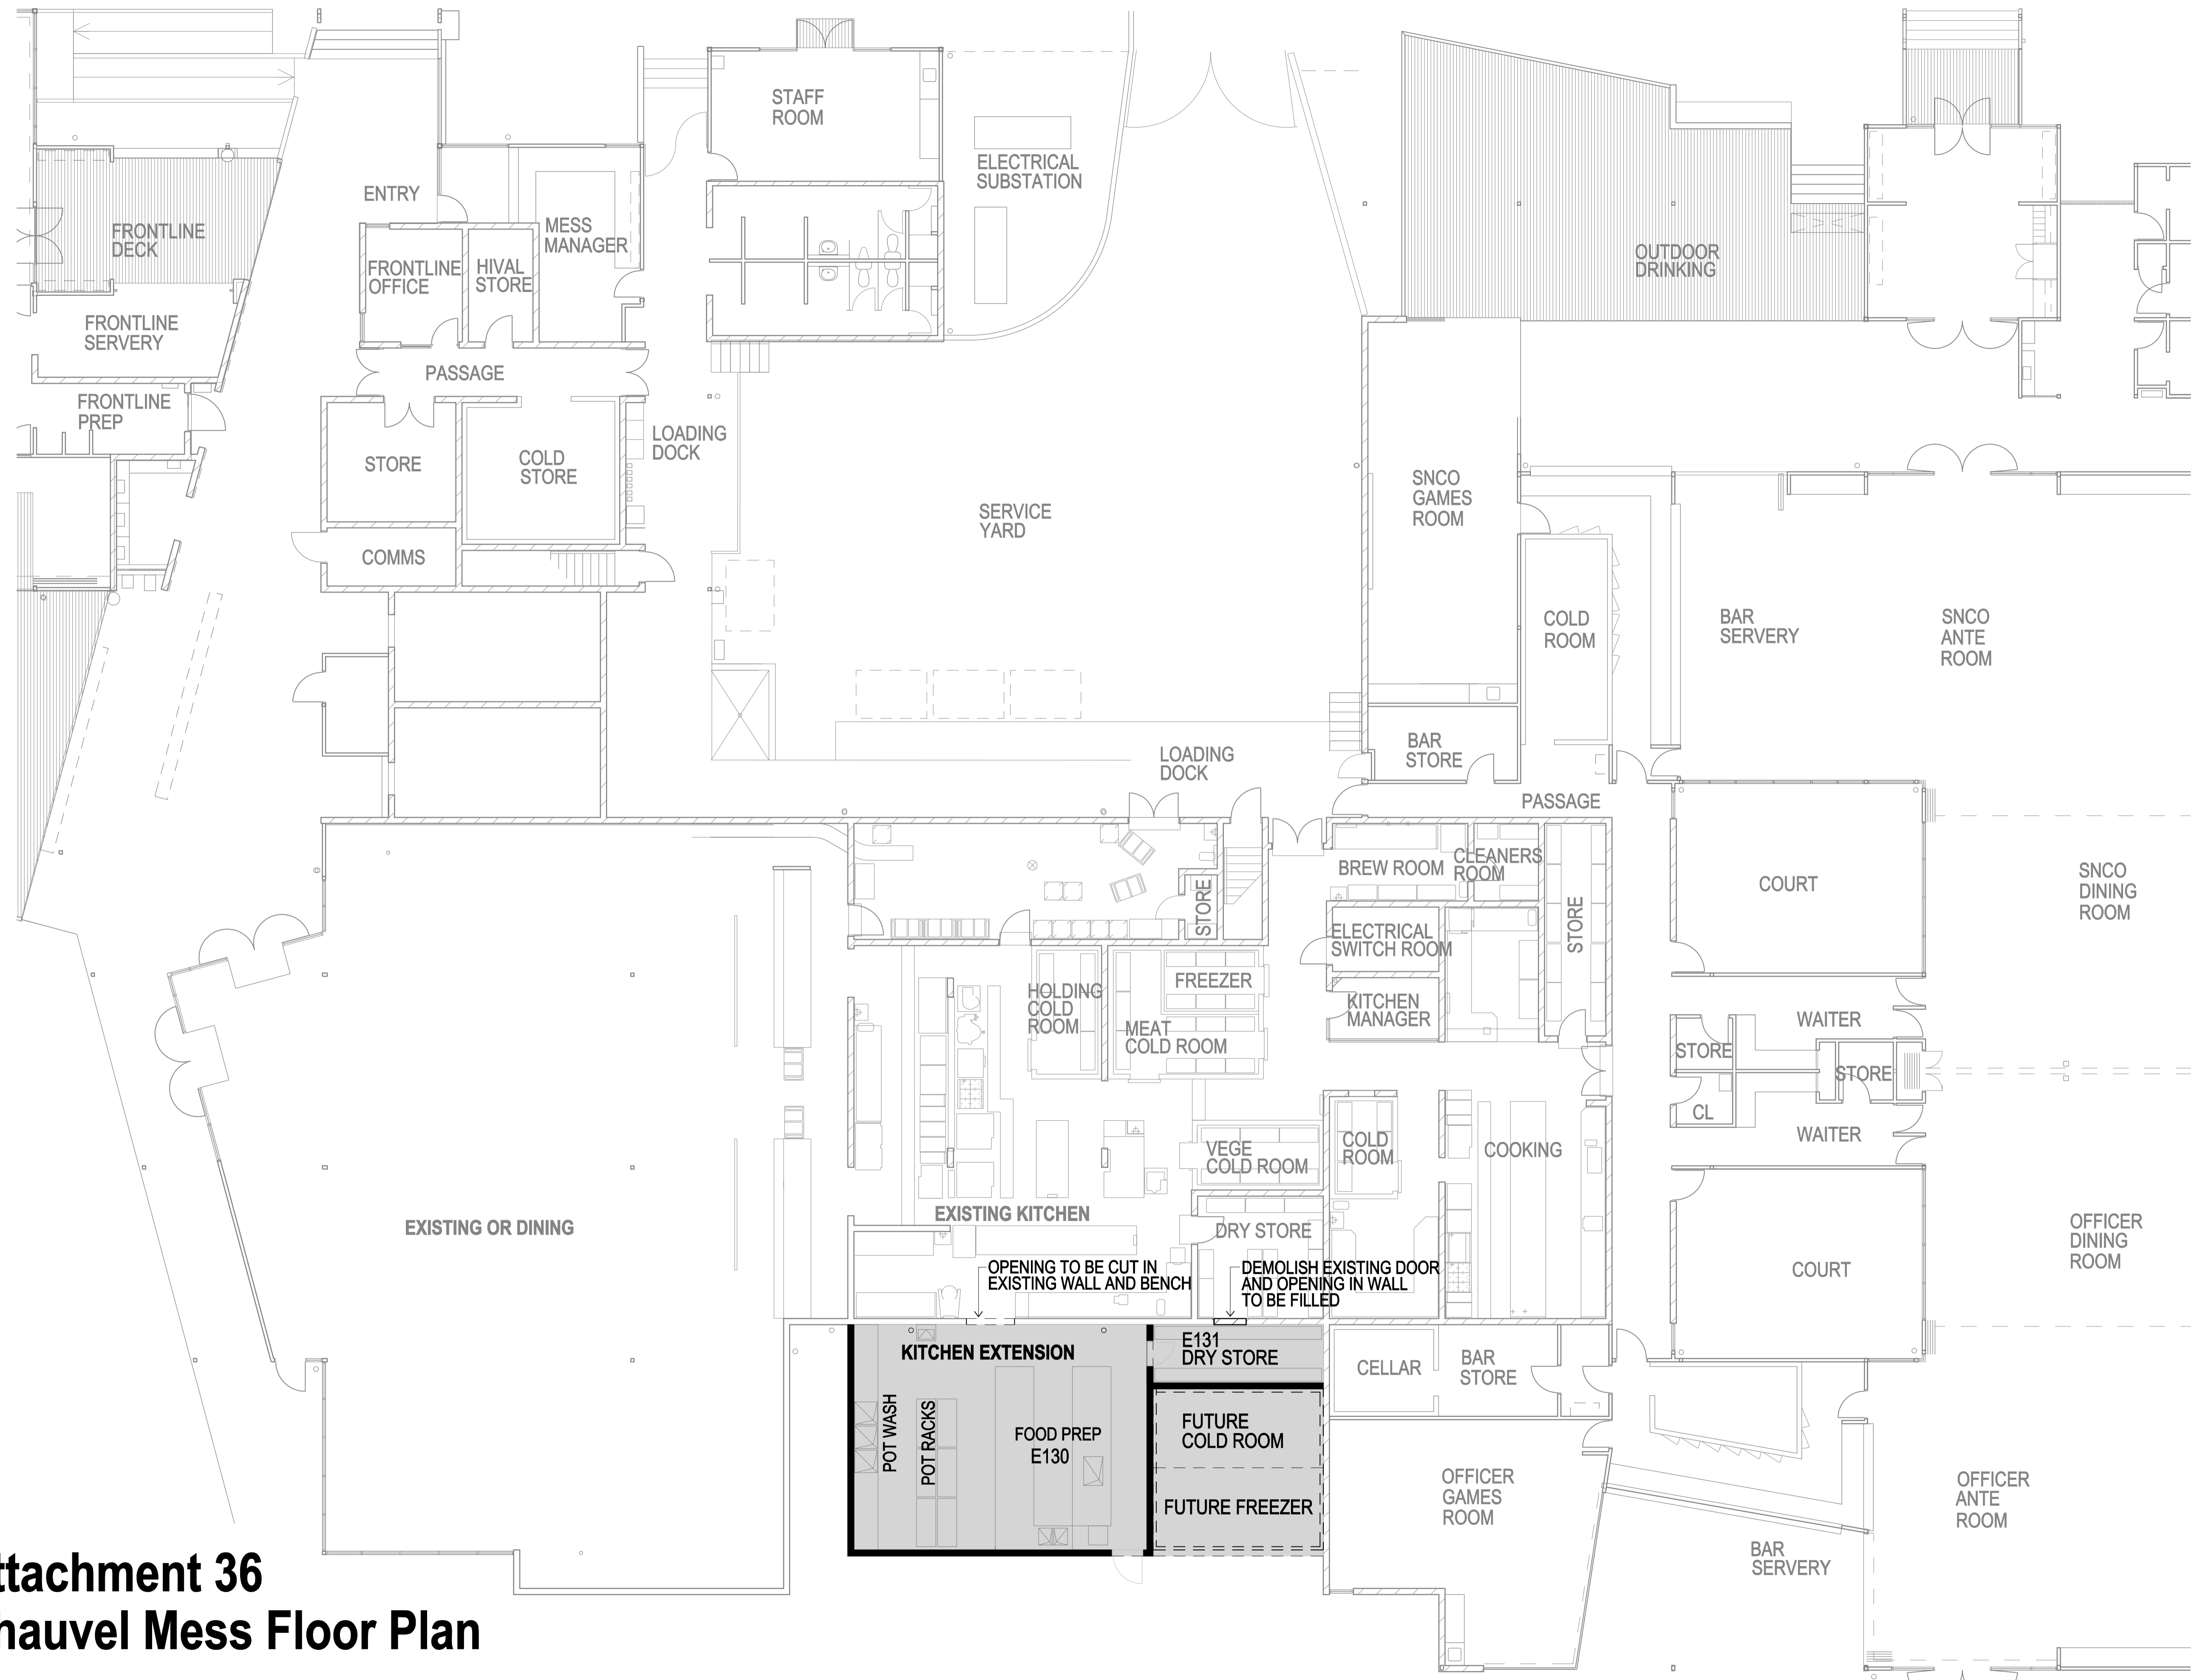 STAFF
ROOM
ELECTRICAL
SUBSTATION
ENTRY
MESS
MANAGER
FRONTLINE
DECK
FRONTLINE
OFFICE
HIVAL
STORE
OUTDOOR
DRINKING
FRONTLINE
SERVERY
PASSAGE
FRONTLINE
PREP
LOADING
DOCK
STORE
COLD
STORE
SNCO
GAMES
ROOM
SERVICE
YARD
COMMS
COLD
ROOM
BAR
SERVERY
SNCO
ANTE
ROOM
BAR
STORE
LOADING
DOCK
PASSAGE
BREW ROOM
CLEANERS
ROOM
COURT
SNCO
DINING
ROOM
STORE
STORE
ELECTRICAL
SWITCH ROOM
FREEZER
HOLDING
COLD
ROOM
KITCHEN
MANAGER
MEAT
COLD ROOM
WAITER
STORE
STORE
CL
WAITER
VEGE
COLD ROOM
COLD
ROOM
COOKING
EXISTING OR DINING
EXISTING KITCHEN
DRY STORE
OFFICER
DINING
ROOM
COURT
OPENING TO BE CUT IN
EXISTING WALL AND BENCH
DEMOLISH EXISTING DOOR
AND OPENING IN WALL
TO BE FILLED
KITCHEN EXTENSION
E131
DRY STORE
CELLAR
BAR
STORE
POT WASH
POT RACKS
FOOD PREP
E130
FUTURE
COLD ROOM
FUTURE FREEZER
OFFICER
GAMES
ROOM
OFFICER
ANTE
ROOM
BAR
SERVERY
ttachment 36
hauvel Mess Floor Plan